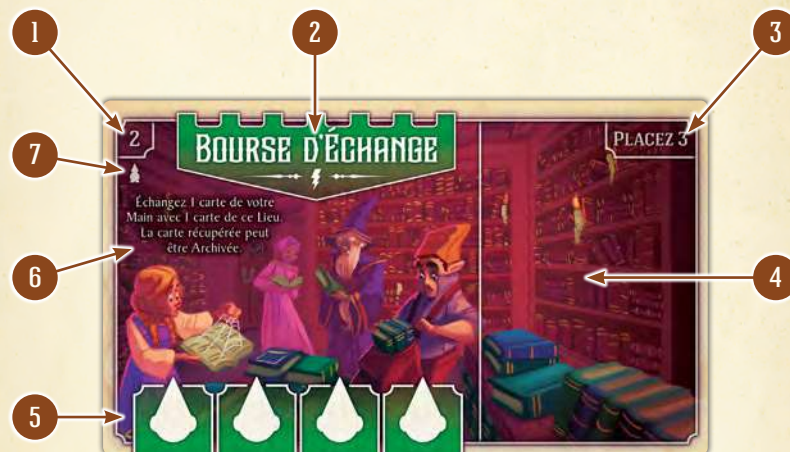 1
2
3
2
BOURSE D'ÉCHANGE
PLACEZ 3
7
Échangez 1 carte de votre
Main avec 1 carte de ce Lieu.
La carte récupérée peut
être Archivée.
6
4
5